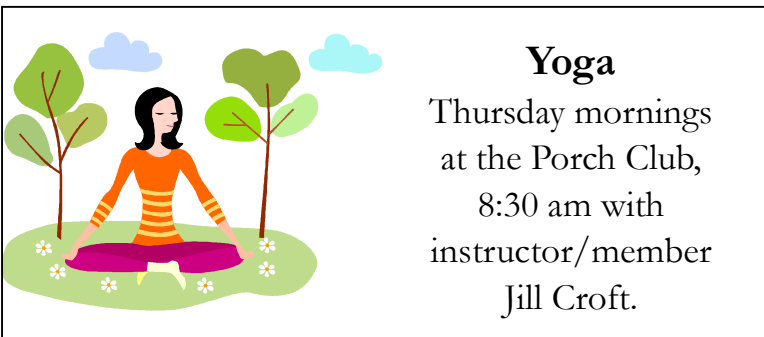 Yoga
Thursday mornings
at the Porch Club,
8:30 am with
instructor/member
Jill Croft.